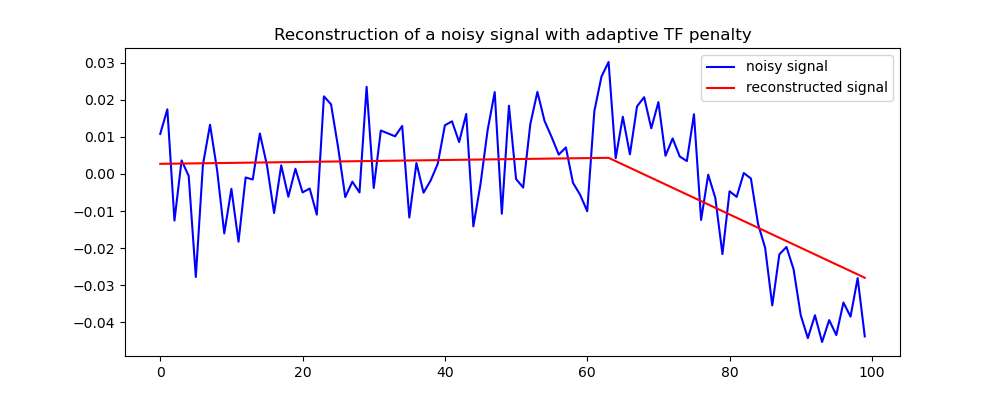 Reconstruction of a noisy signal with adaptive TF penalty
noisy signal
reconstructed signal
0.03
0.02
0.01
0.00
−0.01
−0.02
−0.03
−0.04
0 20 40 60 80 100